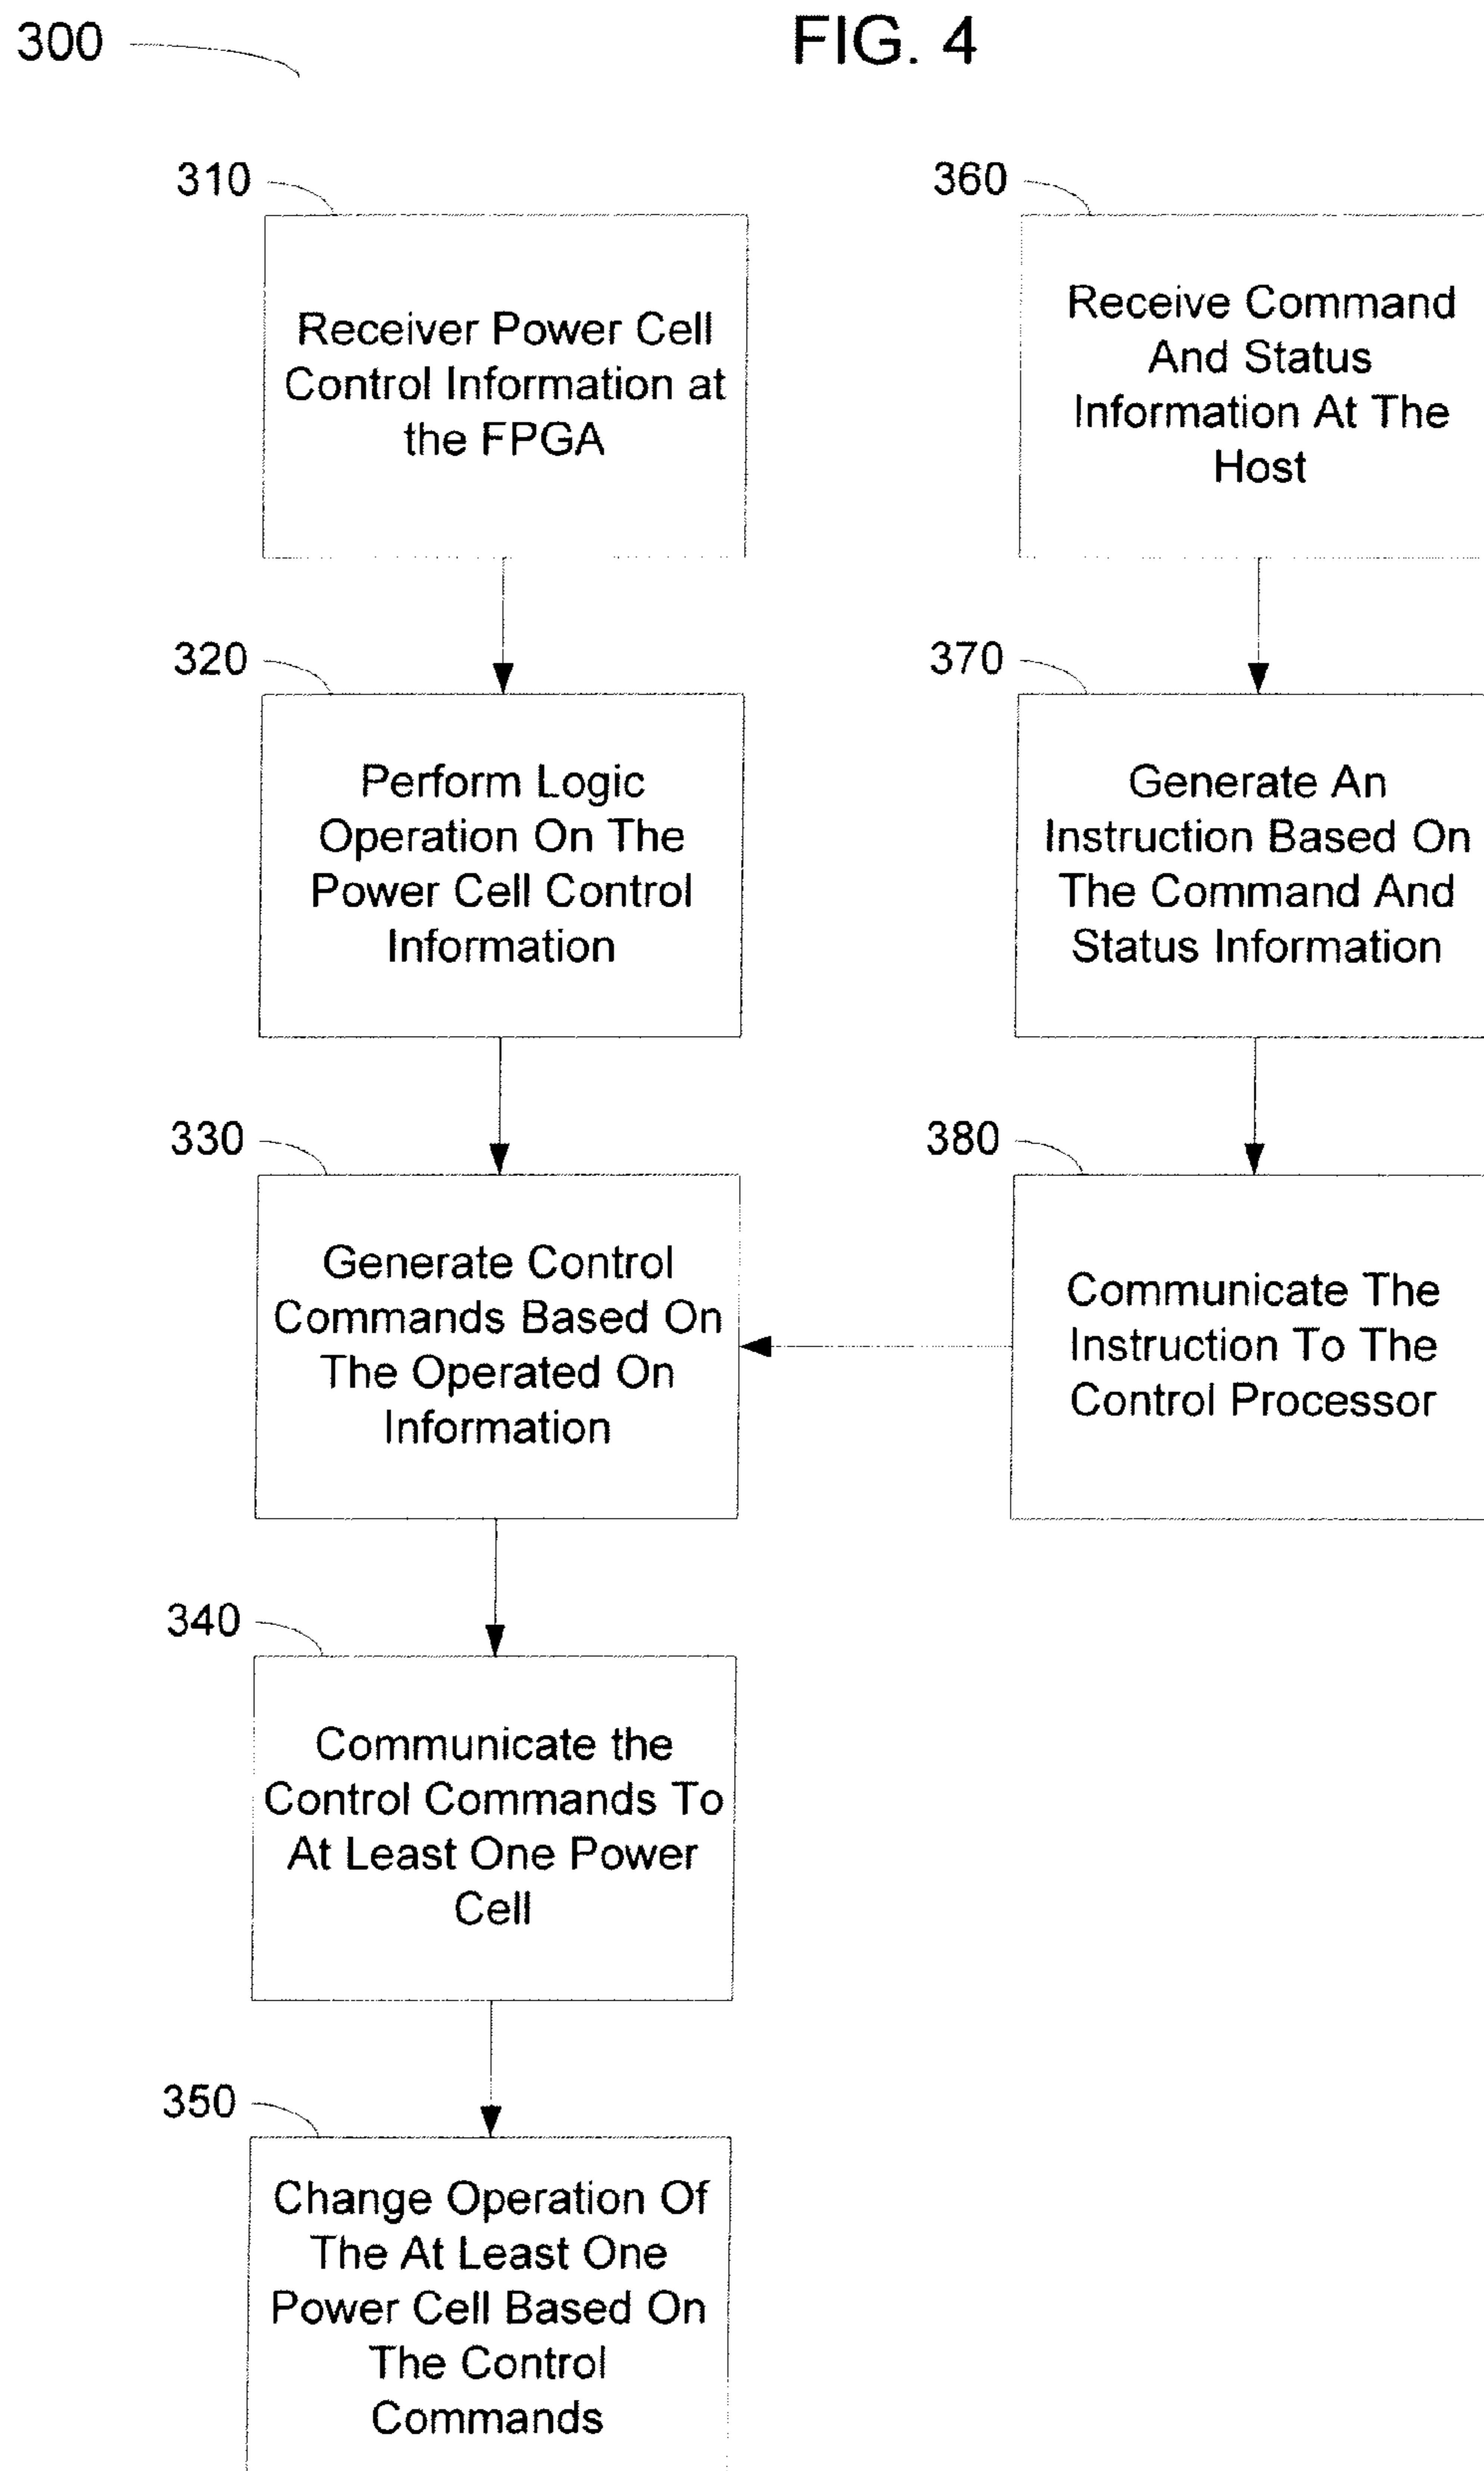 300
FIG. 4
310
Receiver Power Cell
Control Information at
the FPGA
320
Perform Logic
Operation On The
Power Cell Control
Information
330
Generate Control
Commands Based On
The Operated On
Information
340
Communicate the
Control Commands To
At Least One Power
Cell
350
Change Operation Of
The At Least One
Power Cell Based On
The Control
Commands
360
Receive Command
And Status
Information At The
Host
370
Generate An
Instruction Based On
The Command And
Status Information
380
Communicate The
Instruction To The
Control Processor